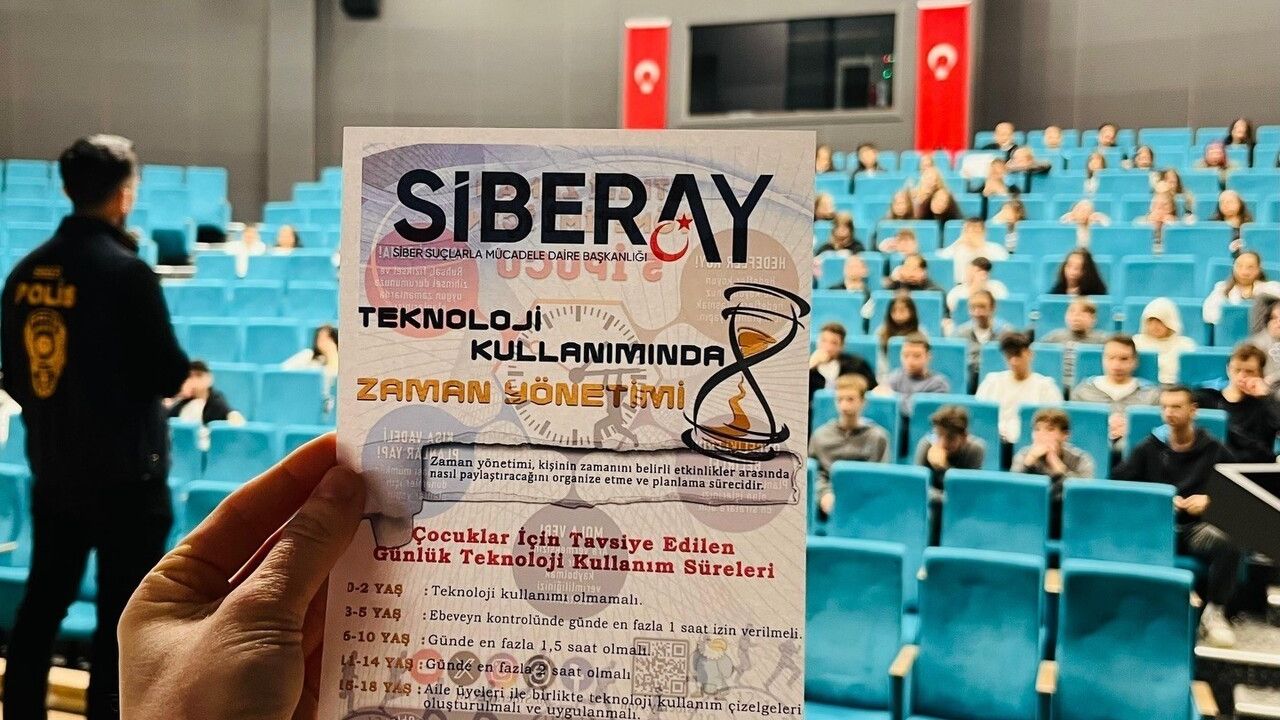 POLİS
SİBERAY
SİBER SUÇLARLA MÜCADELE DAİRE BAŞKANLIĞI
TEKNOLOJİ
KULLANIMINDA
ZAMAN YÖNETİMİ
Zaman yönetimi, kişinin zamanını belirli etkinlikler arasında
nasıl paylaştıracağını organize etme ve planlama sürecidir.
Çocuklar İçin Tavsiye Edilen
Günlük Teknoloji Kullanım Süreleri
0-2 YAŞ : Teknoloji kullanımı olmamalı.
3-5 YAŞ : Ebeveyn kontrolünde günde en fazla 1 saat izin verilmeli.
6-10 YAŞ : Günde en fazla 1,5 saat olmalı.
11-14 YAŞ : Günde en fazla 2 saat olmalı
15-18 YAŞ : Aile üyeleri ile birlikte teknoloji kullanım çizelgeleri
oluşturulmalı ve uygulanmalı.